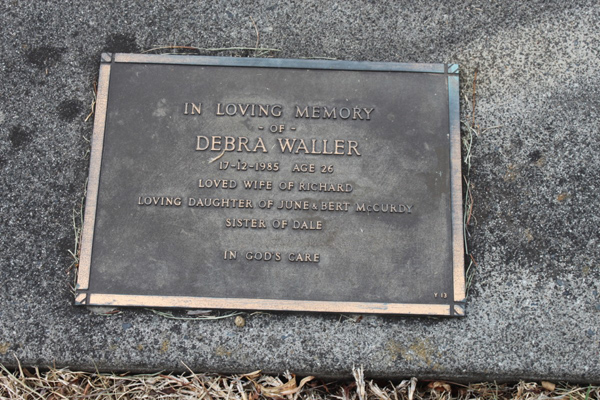 IN LOVING MEMORY
- OF -
DEBRA WALLER
17-12-1985 AGE 26
LOVED WIFE OF RICHARD
LOVING DAUGHTER OF JUNE & BERT McCURDY
SISTER OF DALE
IN GOD'S CARE
Y 13